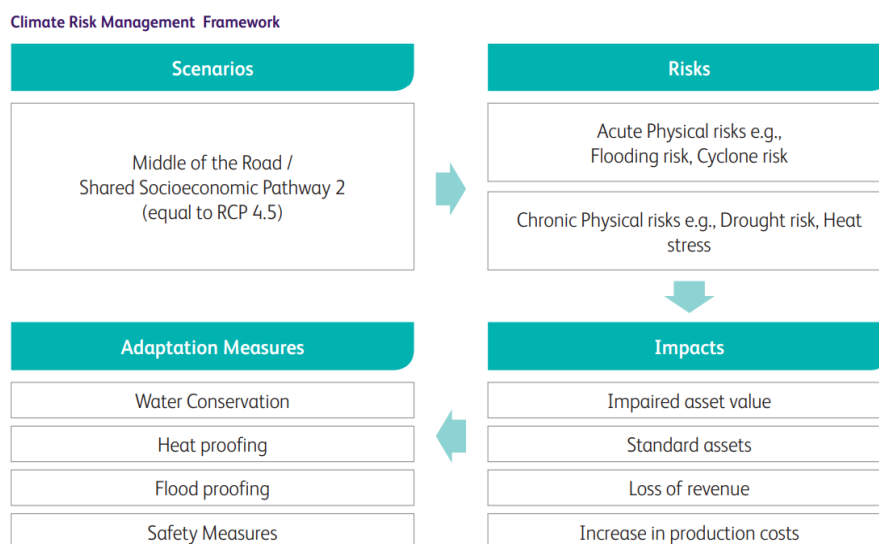 Climate Risk Management Framework
Scenarios
Middle of the Road /
Shared Socioeconomic Pathway 2
(equal to RCP 4.5)
Risks
Acute Physical risks e.g.,
Flooding risk, Cyclone risk
Chronic Physical risks e.g., Drought risk, Heat
stress
Impacts
Impaired asset value
Standard assets
Loss of revenue
Increase in production costs
Adaptation Measures
Water Conservation
Heat proofing
Flood proofing
Safety Measures